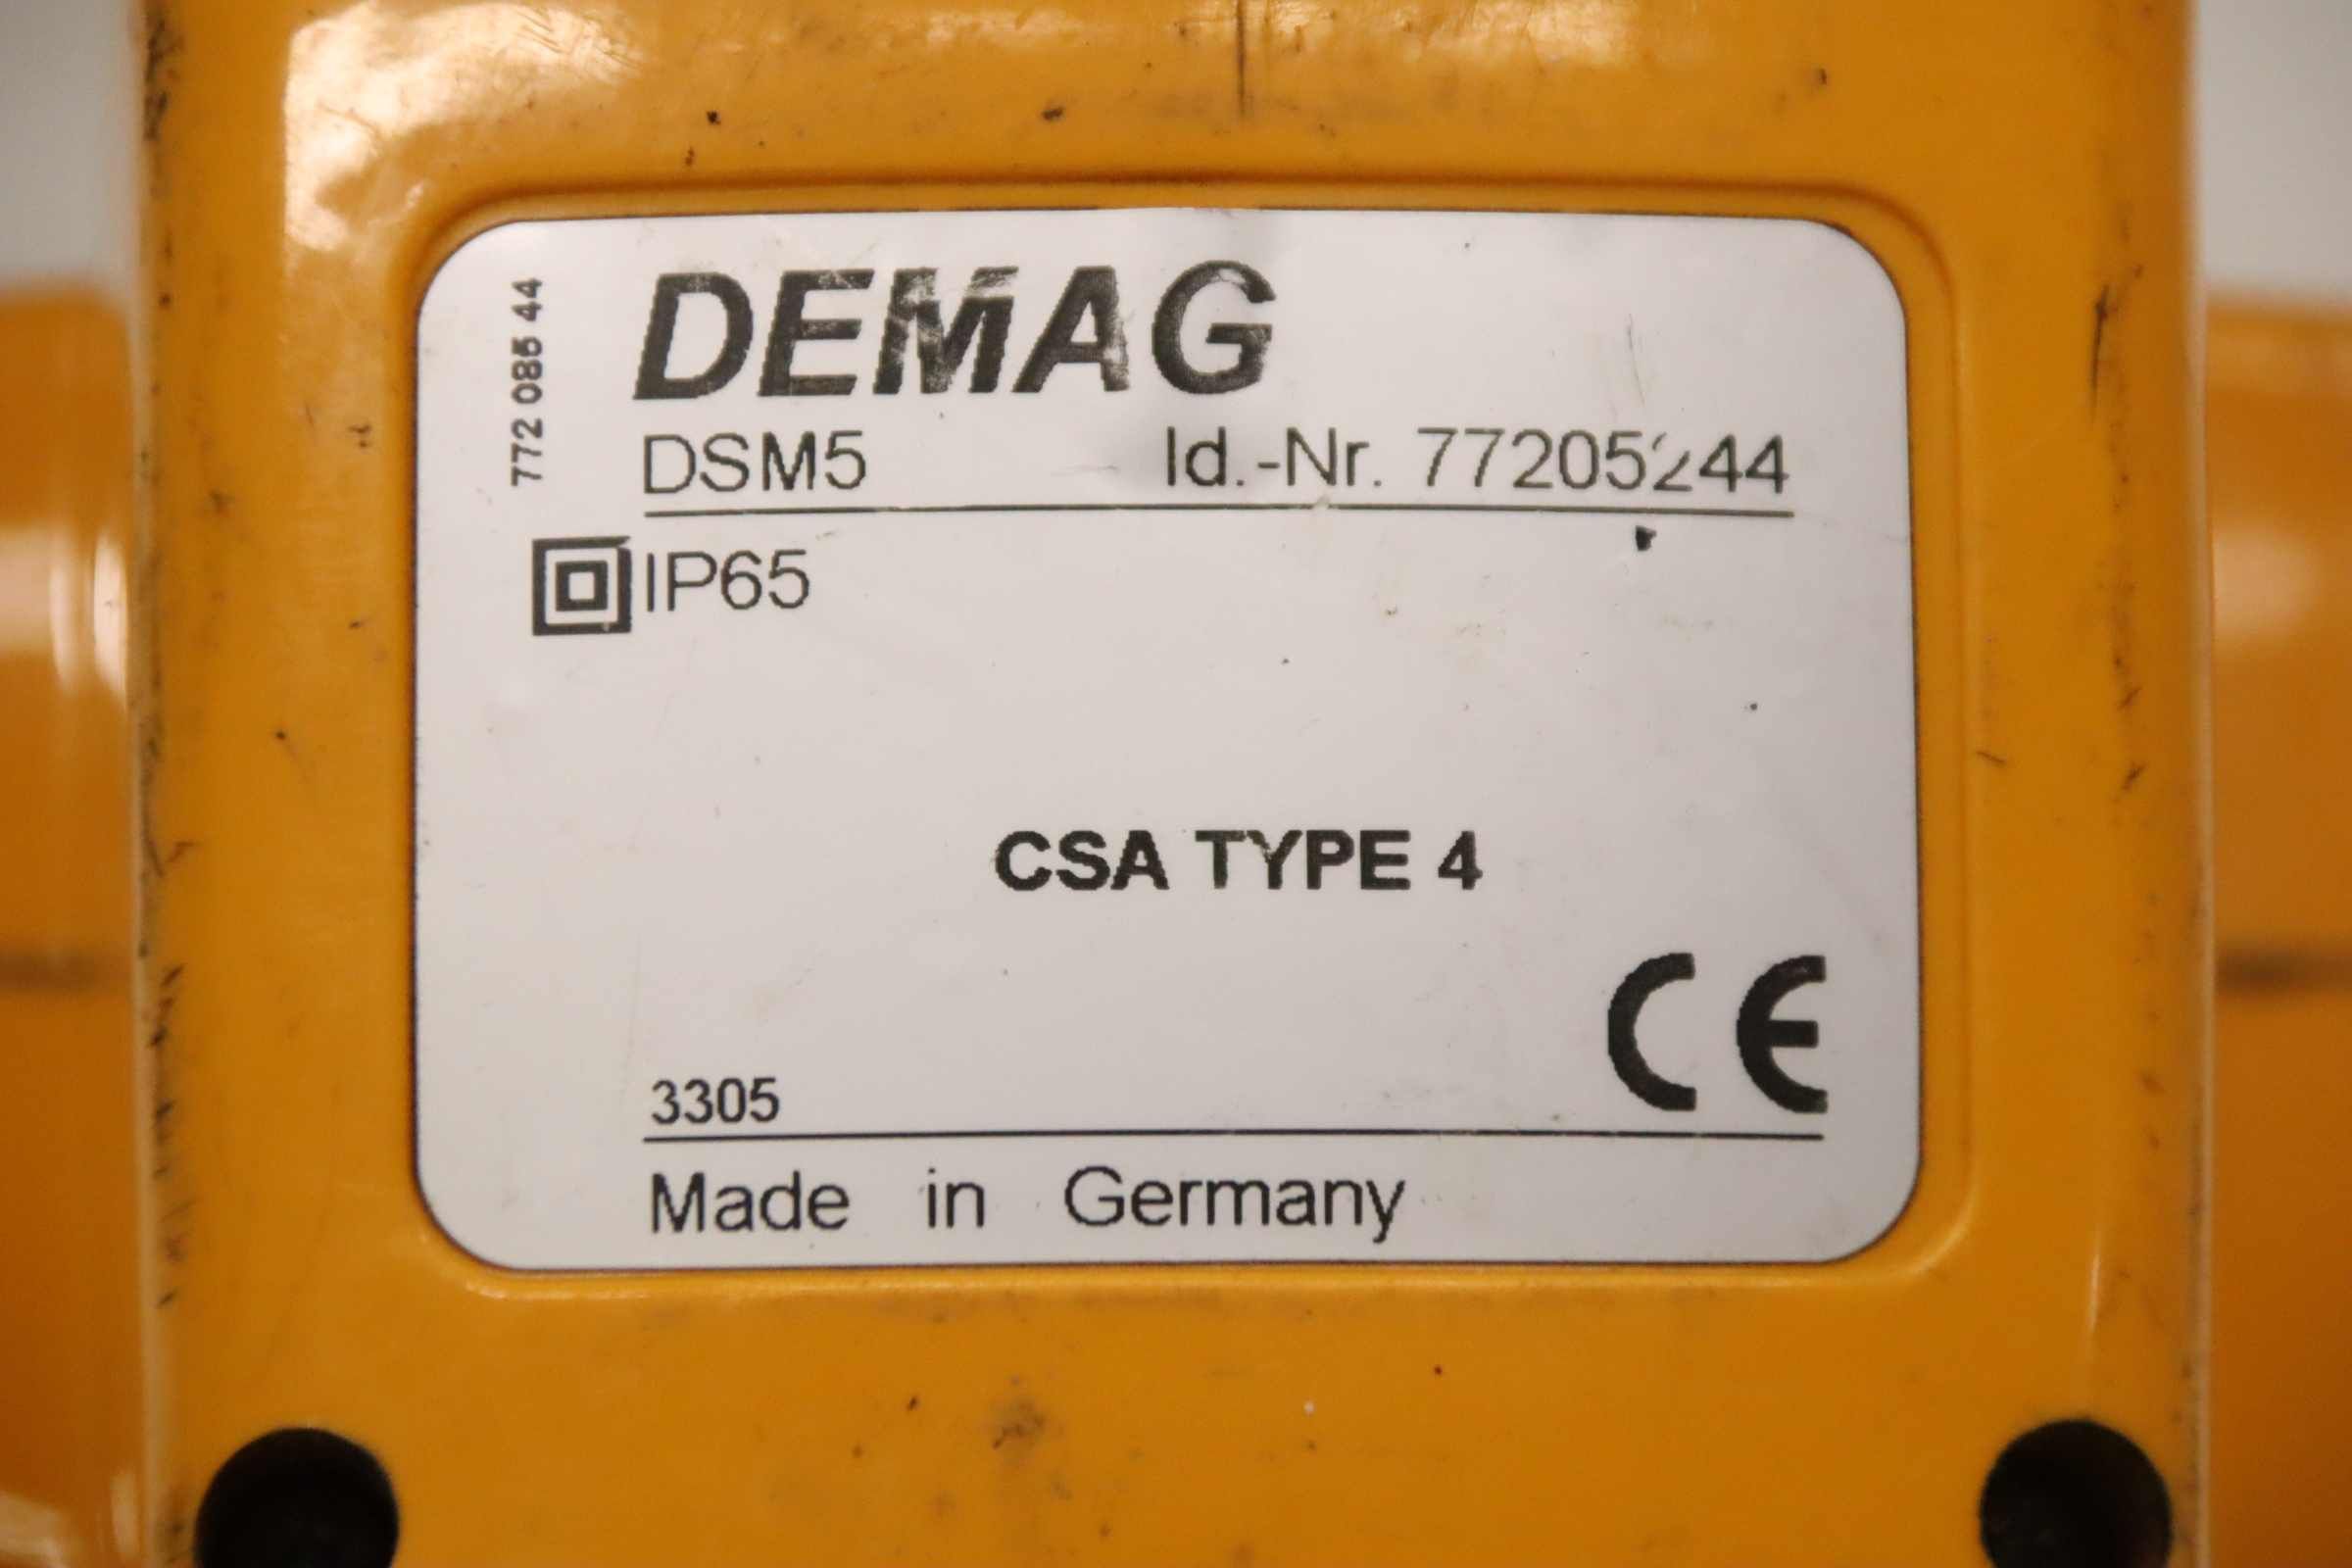 772 085 44
DEMAG
DSM5 Id.-Nr. 77205244
IP65
CSA TYPE 4
CE
3305
Made in Germany